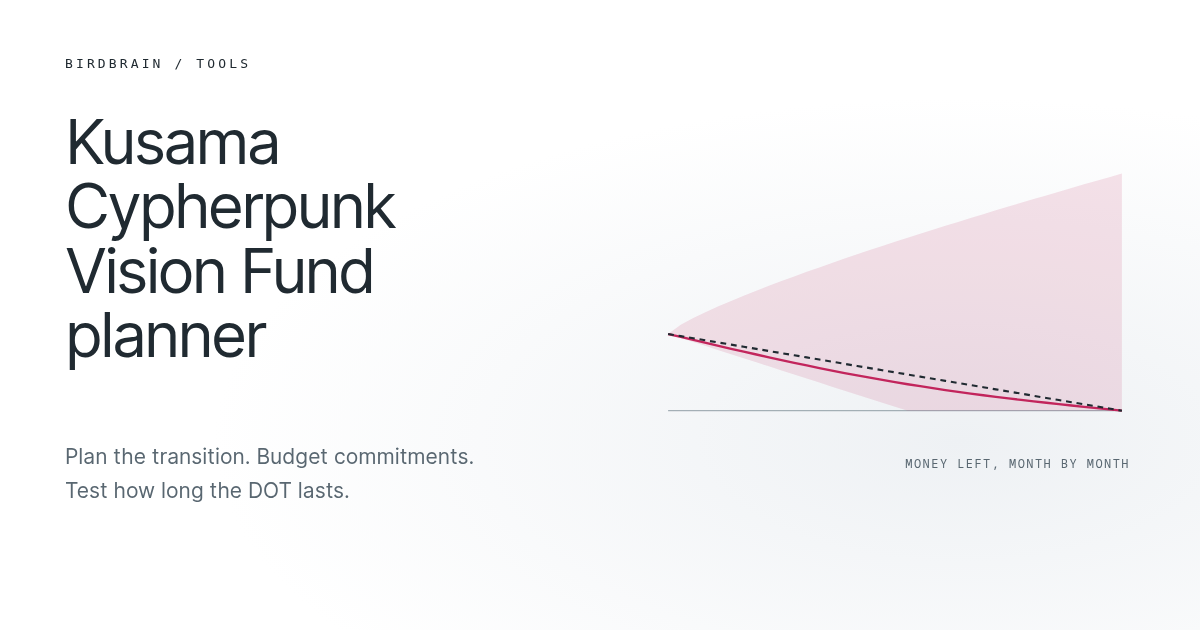 BIRDBRAIN / TOOLS
Kusama
Cypherpunk
Vision Fund
planner
Plan the transition. Budget commitments.
Test how long the DOT lasts.
MONEY LEFT, MONTH BY MONTH